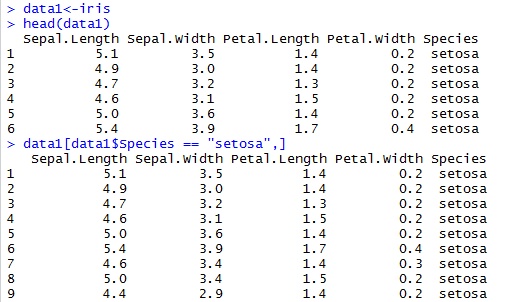 > data1<-iris
> head(data1)
  Sepal.Length Sepal.Width Petal.Length Petal.Width Species
1          5.1         3.5          1.4         0.2  setosa
2          4.9         3.0          1.4         0.2  setosa
3          4.7         3.2          1.3         0.2  setosa
4          4.6         3.1          1.5         0.2  setosa
5          5.0         3.6          1.4         0.2  setosa
6          5.4         3.9          1.7         0.4  setosa
> data1[data1$Species == "setosa",]
   Sepal.Length Sepal.Width Petal.Length Petal.Width Species
1           5.1         3.5          1.4         0.2  setosa
2           4.9         3.0          1.4         0.2  setosa
3           4.7         3.2          1.3         0.2  setosa
4           4.6         3.1          1.5         0.2  setosa
5           5.0         3.6          1.4         0.2  setosa
6           5.4         3.9          1.7         0.4  setosa
7           4.6         3.4          1.4         0.3  setosa
8           5.0         3.4          1.5         0.2  setosa
9           4.4         2.9          1.4         0.2  setosa